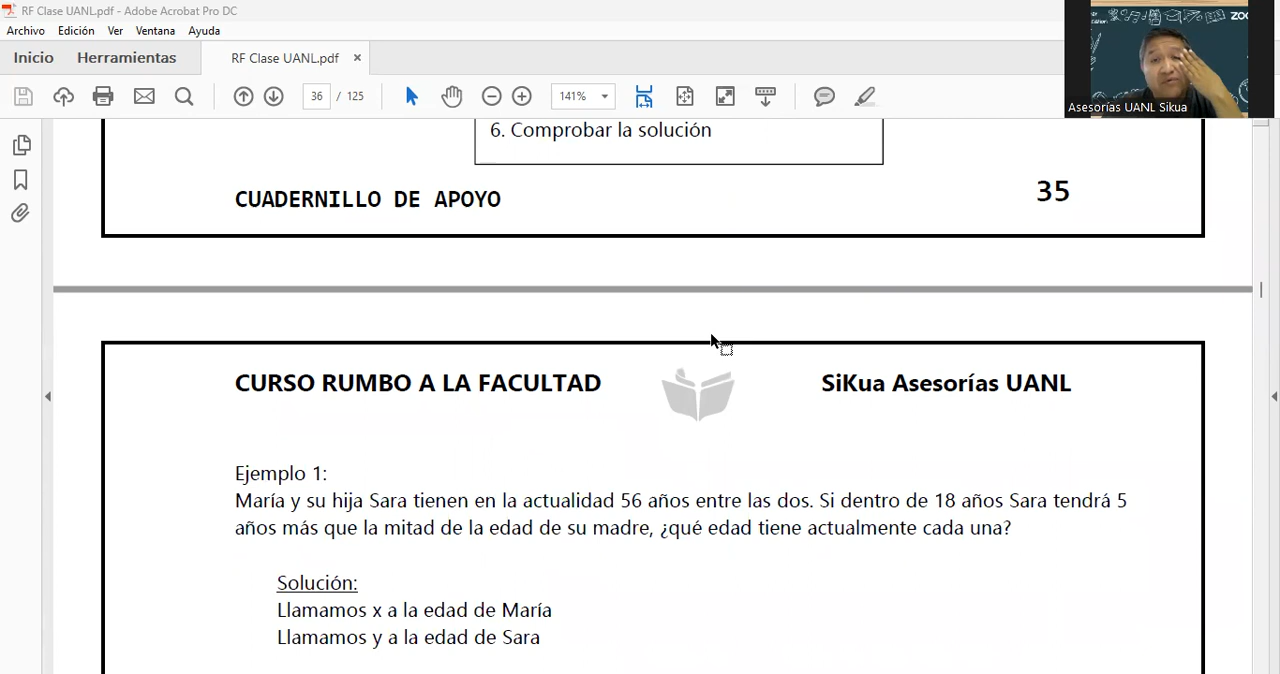 RF Clase UANL.pdf - Adobe Acrobat Pro DC
Archivo Edición Ver Ventana Ayuda
Inicio Herramientas RF Clase UANL.pdf ×
36 / 125 141%
Asesorías UANL Sikua
6. Comprobar la solución
CUADERNILLO DE APOYO 35
CURSO RUMBO A LA FACULTAD SiKua Asesorías UANL
Ejemplo 1:
María y su hija Sara tienen en la actualidad 56 años entre las dos. Si dentro de 18 años Sara tendrá 5
años más que la mitad de la edad de su madre, ¿qué edad tiene actualmente cada una?
Solución:
Llamamos x a la edad de María
Llamamos y a la edad de Sara